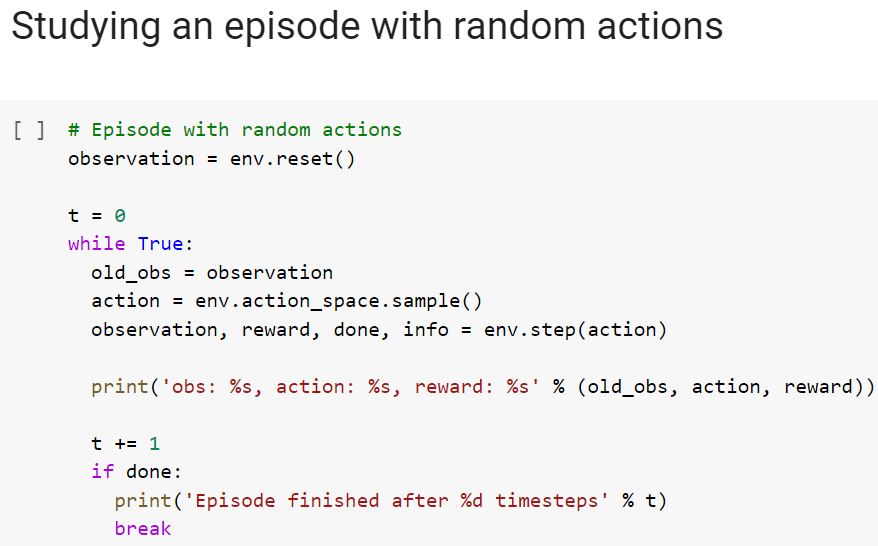 Studying an episode with random actions
[ ] # Episode with random actions
observation = env.reset()
t = 0
while True:
old_obs = observation
action = env.action_space.sample()
observation, reward, done, info = env.step(action)
print('obs: %s, action: %s, reward: %s' % (old_obs, action, reward))
t += 1
if done:
print('Episode finished after %d timesteps' % t)
break